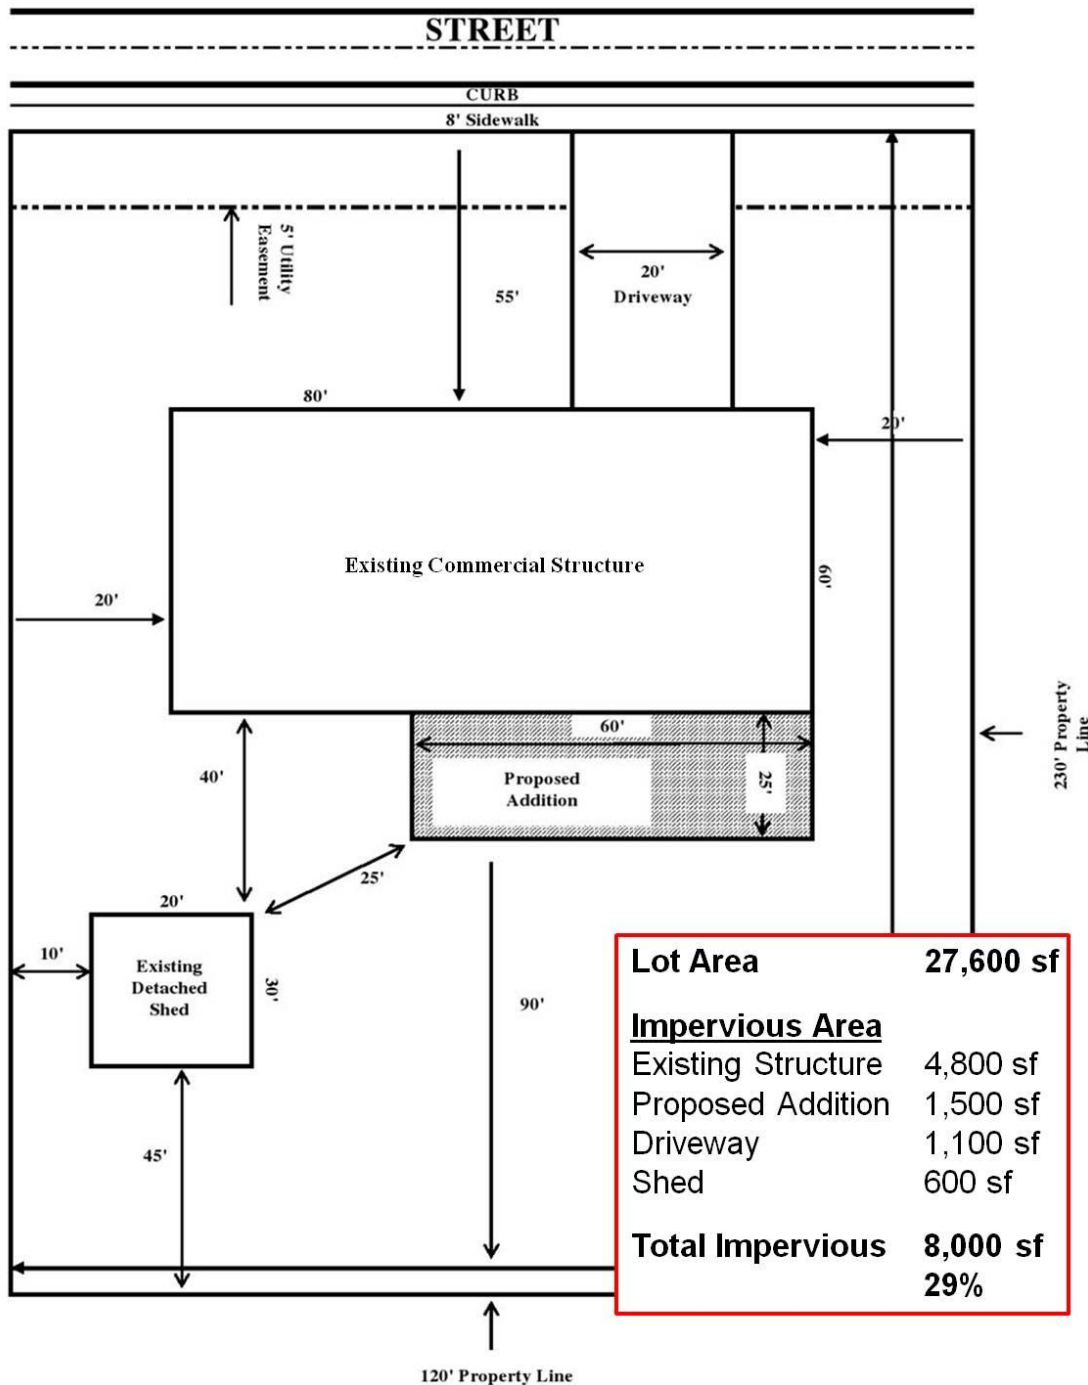 STREET
CURB
8' Sidewalk
5' Utility
Easement
55'
20'
Driveway
80'
20'
Existing Commercial Structure
60'
20'
230' Property
Line
60'
40'
Proposed
Addition
25'
25'
20'
10'
Existing
Detached
Shed
30'
90'
45'
Lot Area 27,600 sf
Impervious Area
Existing Structure 4,800 sf
Proposed Addition 1,500 sf
Driveway 1,100 sf
Shed 600 sf
Total Impervious 8,000 sf
29%
120' Property Line